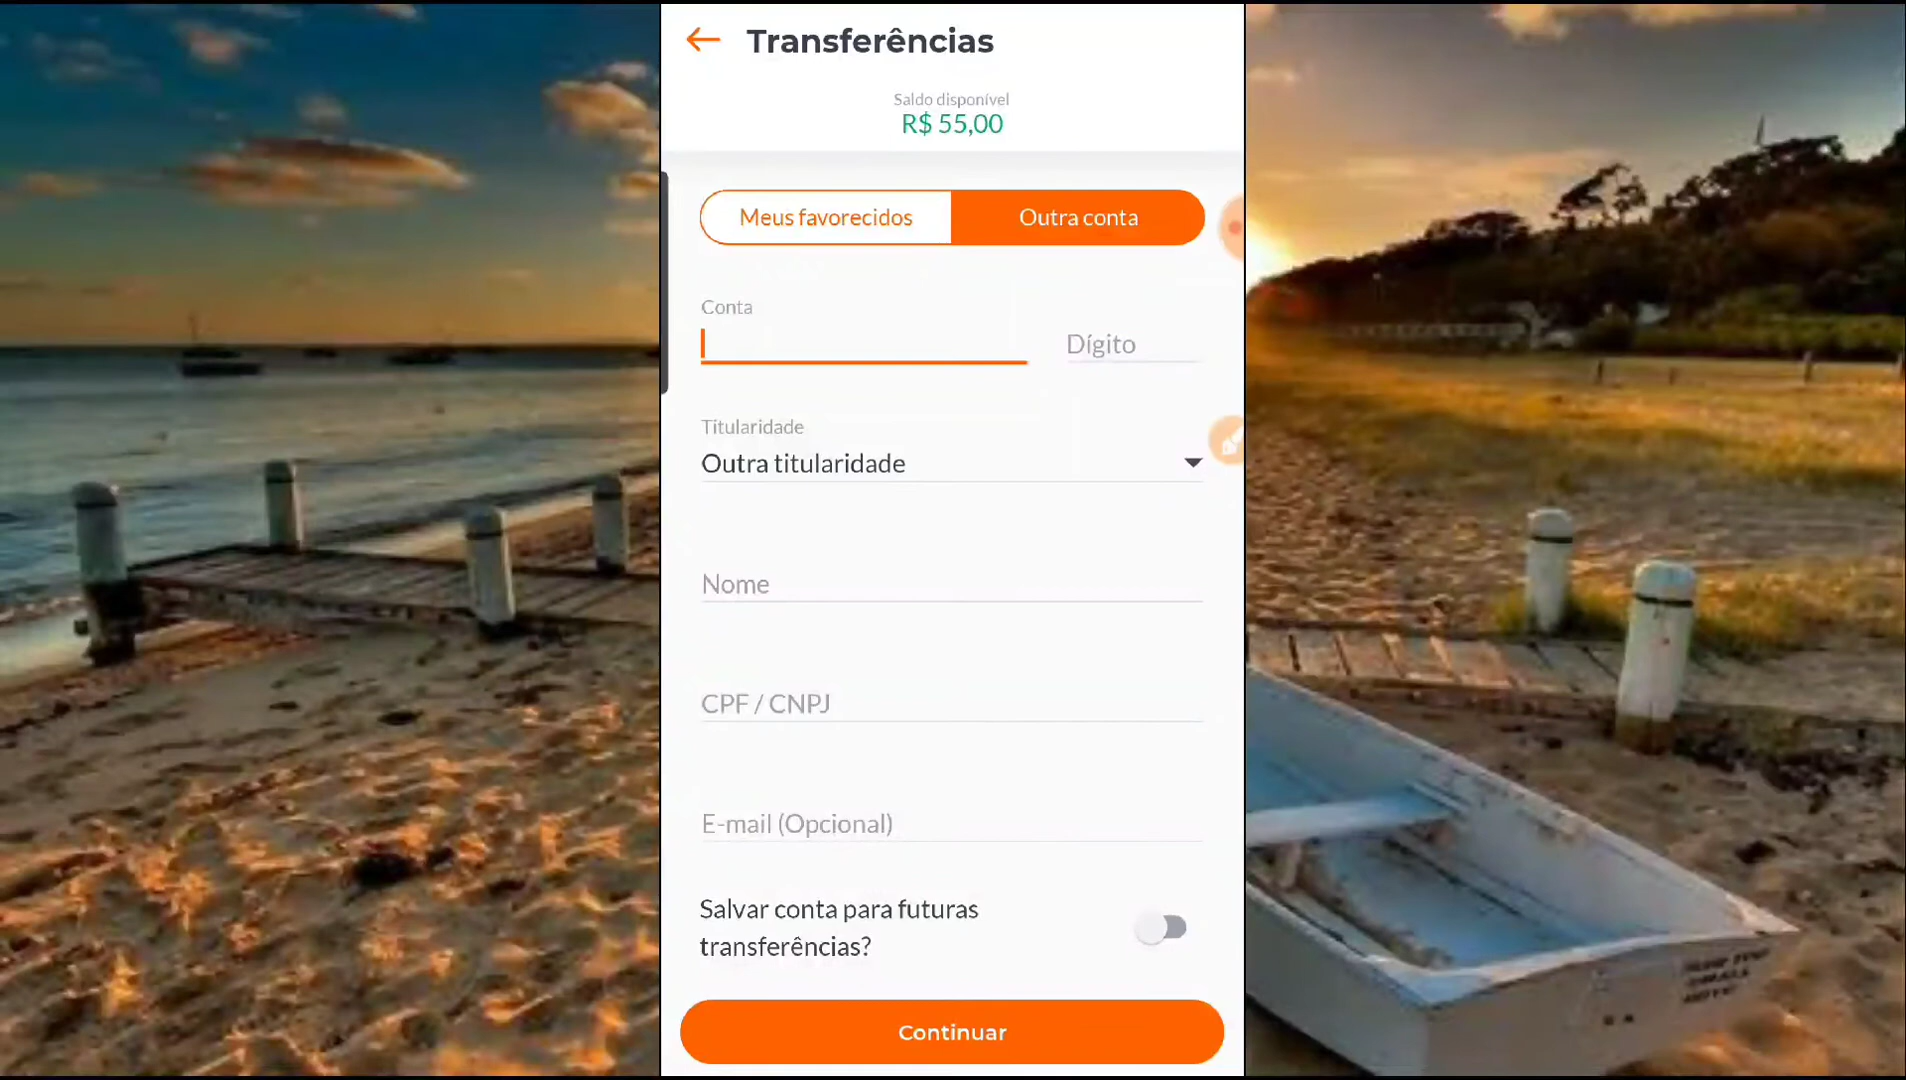 Transferências
Saldo disponível
R$ 55,00
Meus favorecidos
Outra conta
Conta
Dígito
Titularidade
Outra titularidade
Nome
CPF / CNPJ
E-mail (Opcional)
Salvar conta para futuras
transferências?
Continuar